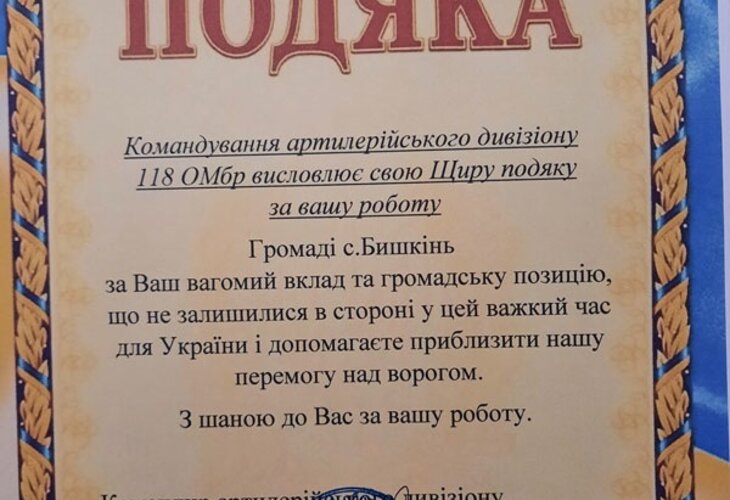 ПОДЯКА
Командування артилерійського дивізіону
118 ОМбр висловлює свою Щиру подяку
за вашу роботу
Громаді с.Бишкінь
за Ваш вагомий вклад та громадську позицію,
що не залишилися в стороні у цей важкий час
для України і допомагаєте приблизити нашу
перемогу над ворогом.
З шаною до Вас за вашу роботу.
артилерійського дивізіону